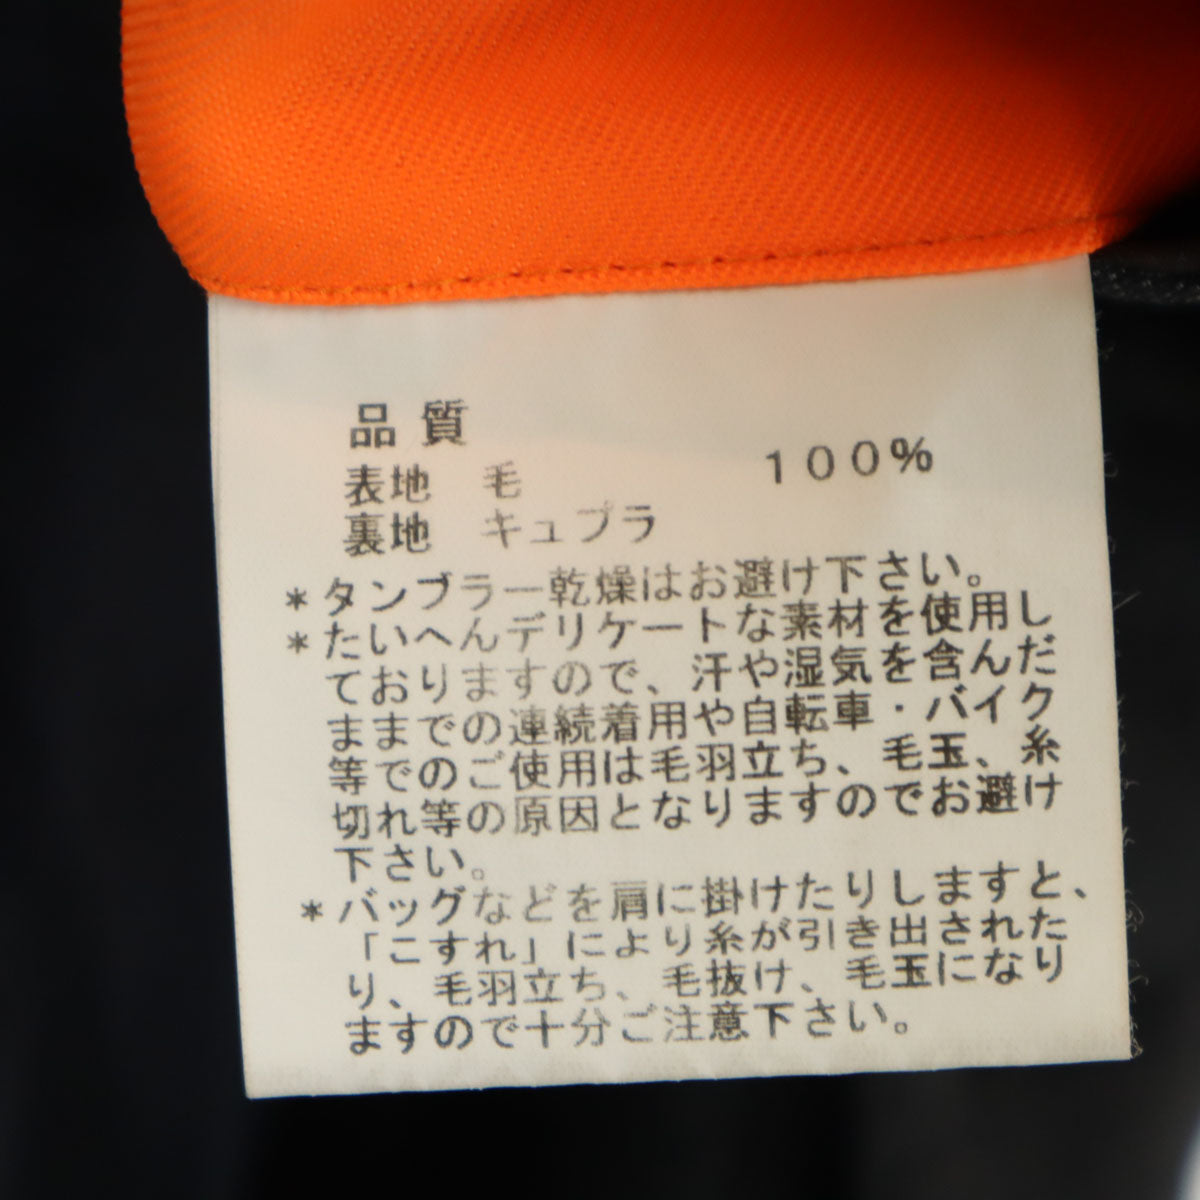 品質
表地　毛　100%
裏地　キュプラ
*タンブラー乾燥はお避け下さい。
*たいへんデリケートな素材を使用し
ておりますので、汗や湿気を含んだ
ままでの連続着用や自転車・バイク
等でのご使用は毛羽立ち、毛玉、糸
切れ等の原因となりますのでお避け
下さい。
*バッグなどを肩に掛けたりしますと、
「こすれ」により糸が引き出された
り、毛羽立ち、毛抜け、毛玉になり
ますので十分ご注意下さい。